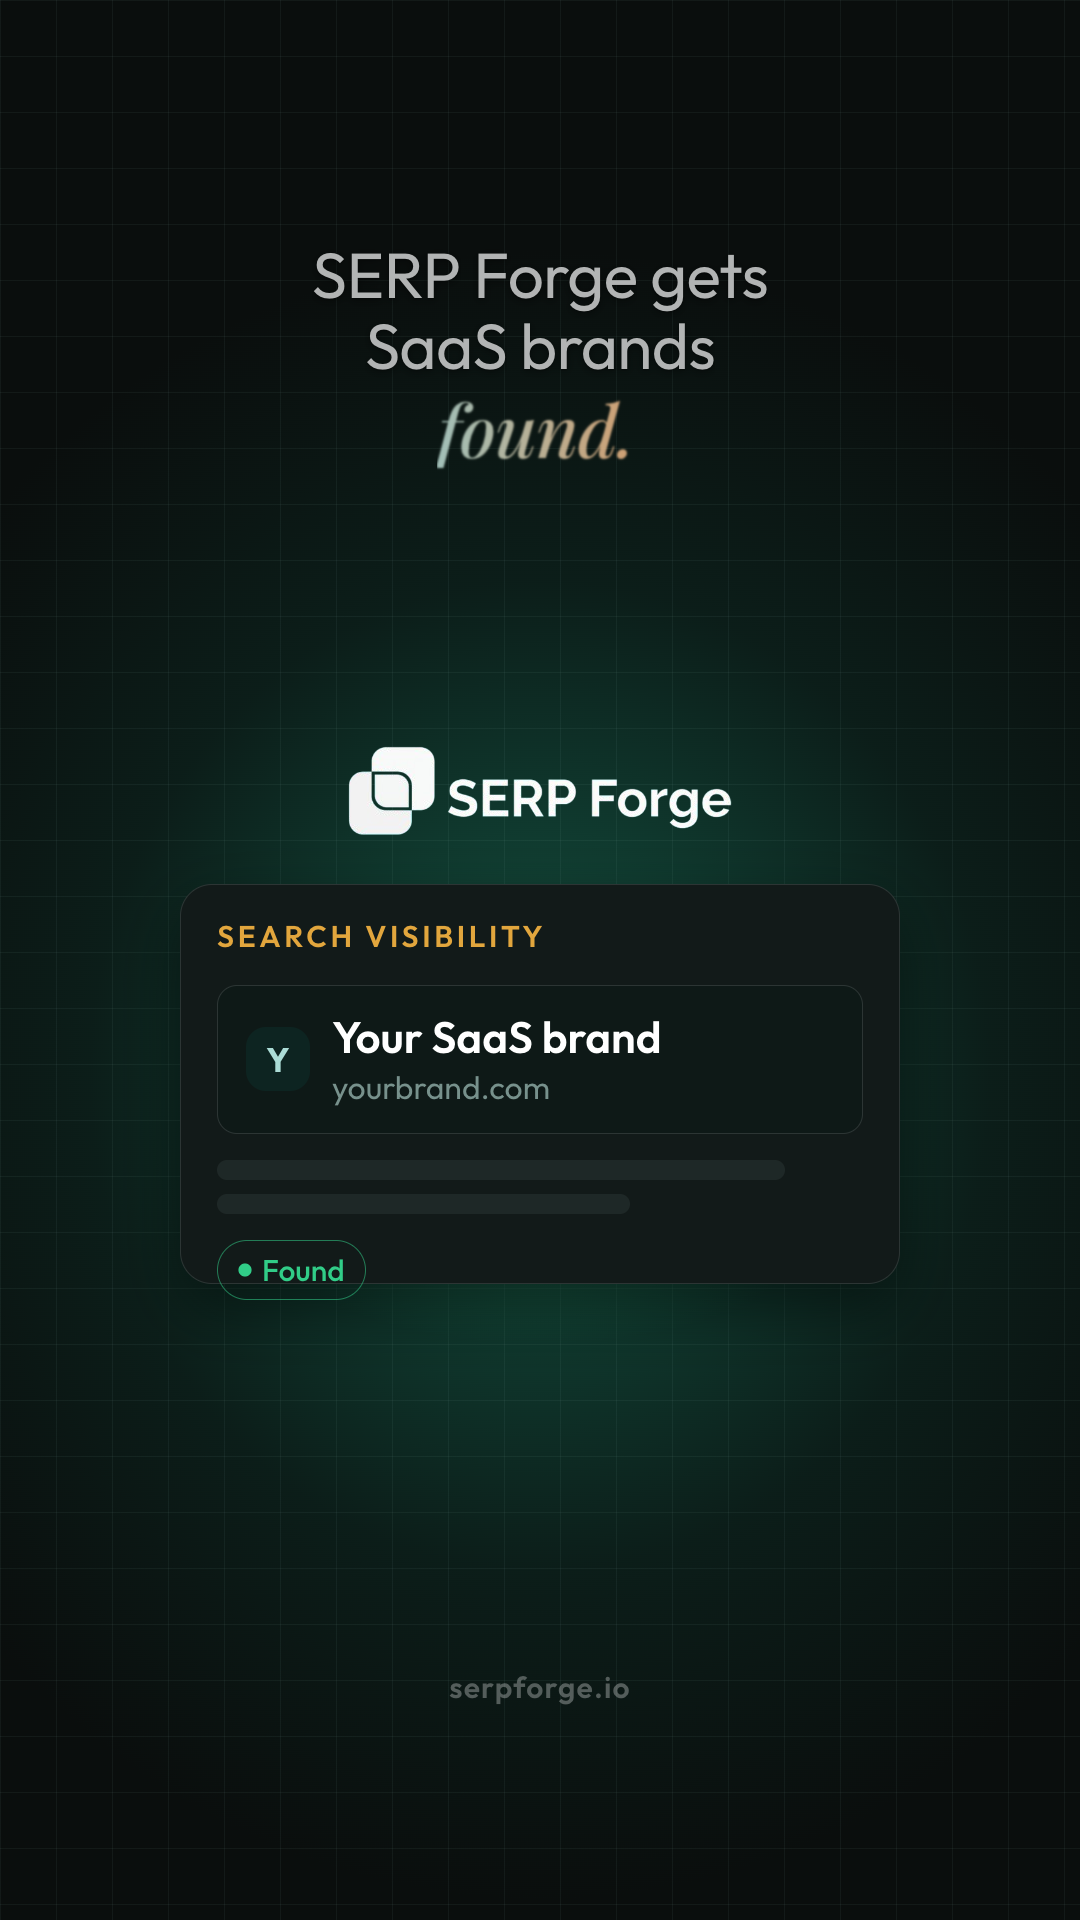 SERP Forge gets
SaaS brands
found.
SERP Forge
SEARCH VISIBILITY
Y
Your SaaS brand
yourbrand.com
Found
serpforge.io